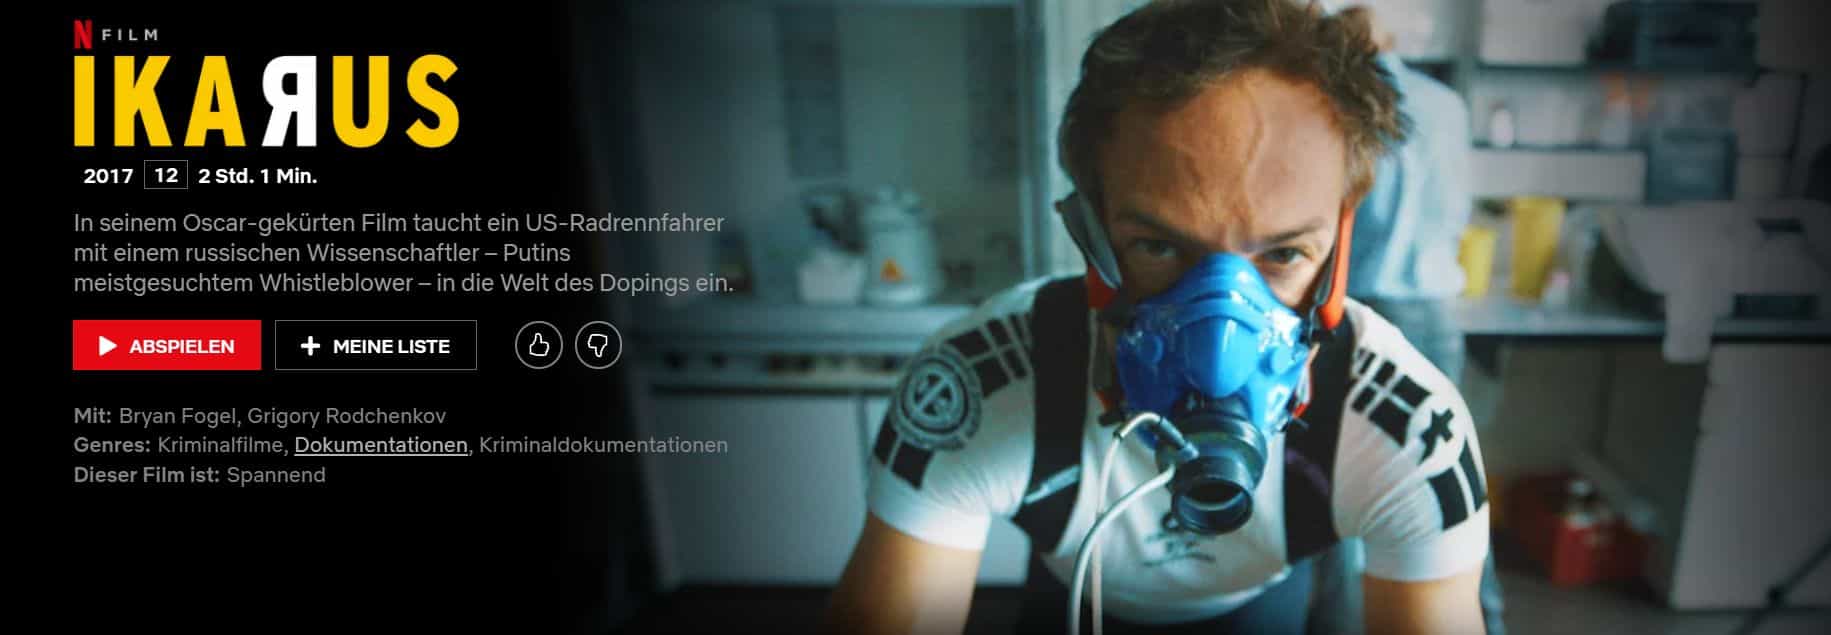 N FILM
IKAЯUS
2017 12 2 Std. 1 Min.
In seinem Oscar-gekürten Film taucht ein US-Radrennfahrer
mit einem russischen Wissenschaftler – Putins
meistgesuchtem Whistleblower – in die Welt des Dopings ein.
ABSPIELEN MEINE LISTE
Mit: Bryan Fogel, Grigory Rodchenkov
Genres: Kriminalfilme, Dokumentationen, Kriminaldokumentationen
Dieser Film ist: Spannend